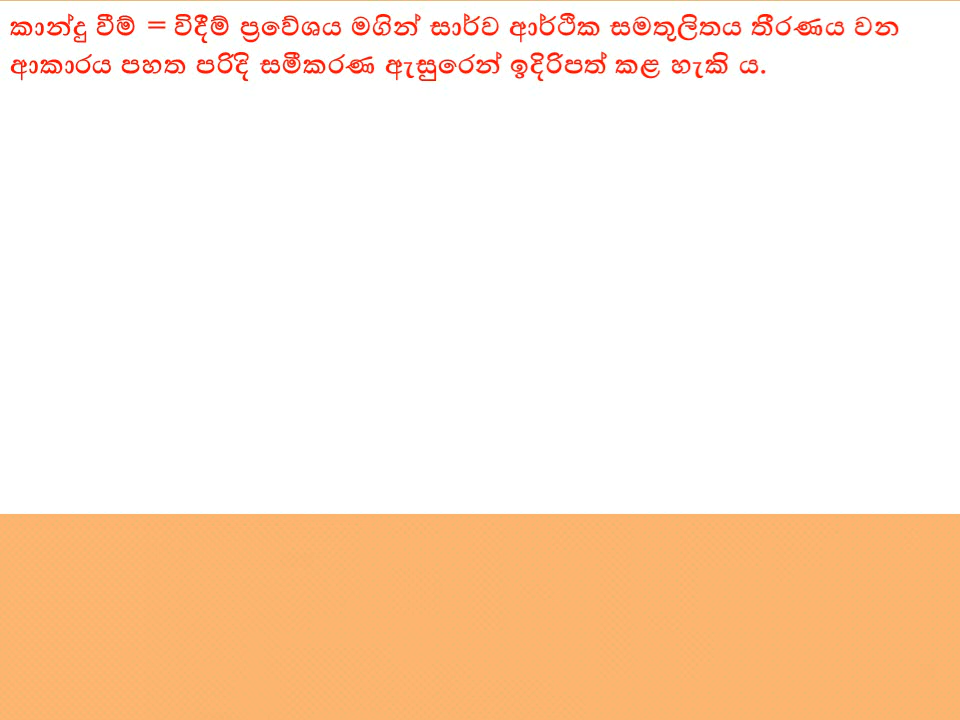 කාන්දු වීම් = විදීම් ප්‍රවේශය මගින් සාර්ව ආර්ථික සමතුලිතය තීරණය වන
ආකාරය පහත පරිදි සමීකරණ ඇසුරෙන් ඉදිරිපත් කළ හැකි ය.